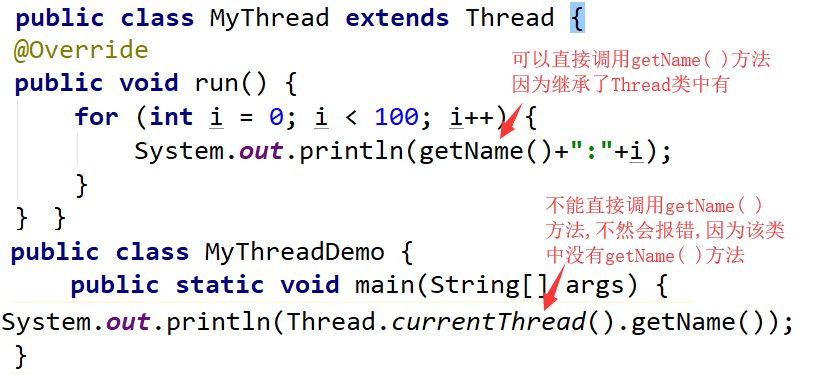 public class MyThread extends Thread {
@Override
public void run() {
可以直接调用getName( )方法
因为继承了Thread类中有
for (int i = 0; i < 100; i++) {
System.out.println(getName()+":"+i);
}
} }
不能直接调用getName( )
方法,不然会报错,因为该类
中没有getName( )方法
public class MyThreadDemo {
public static void main(String[] args) {
System.out.println(Thread.currentThread().getName());
}